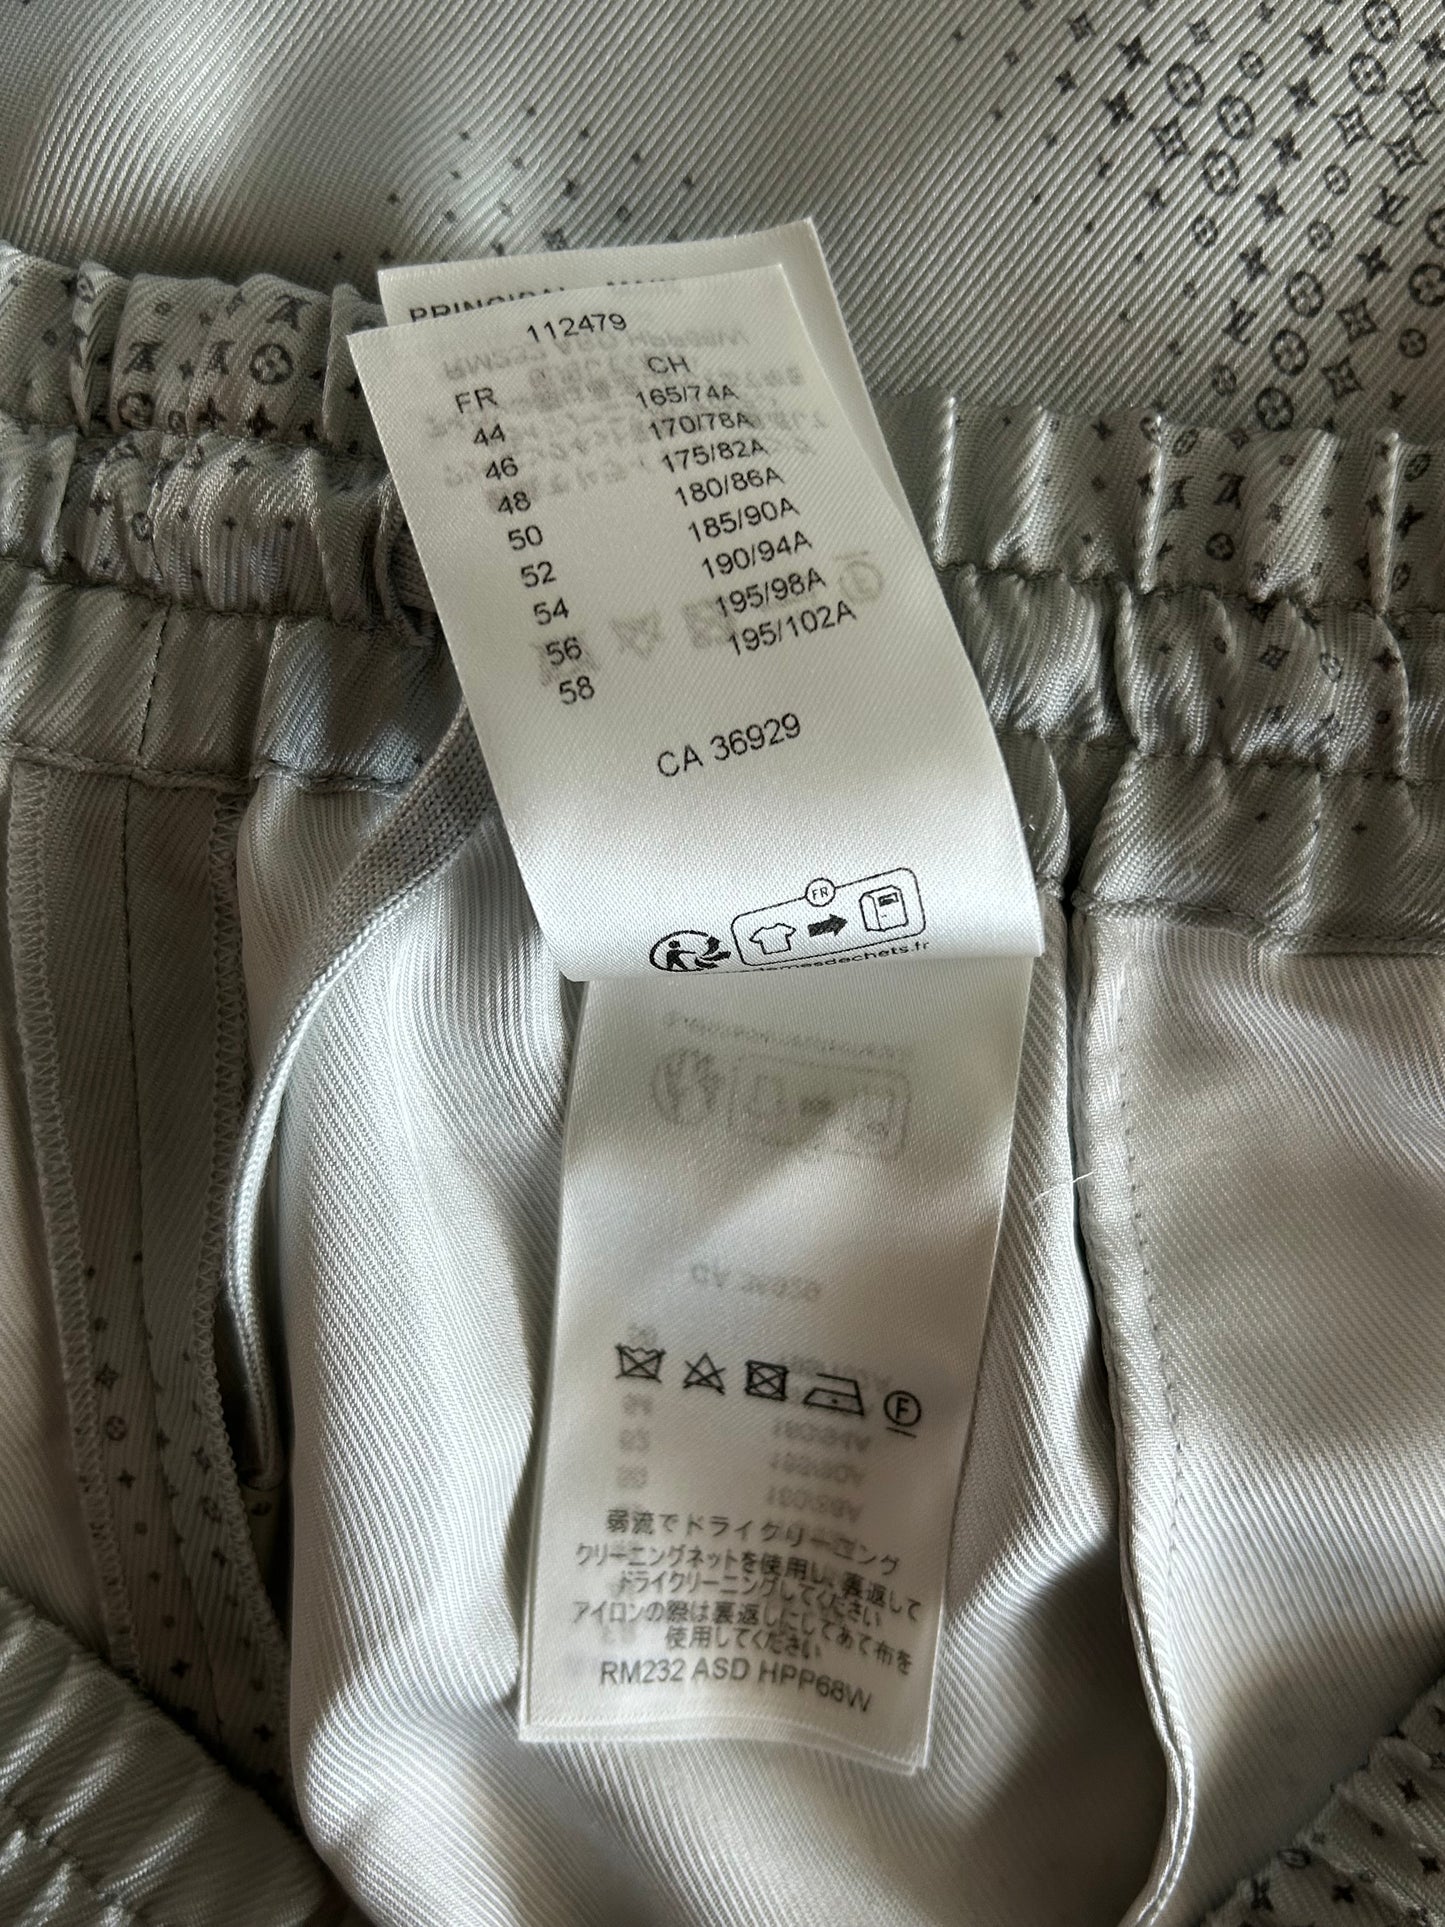 PRINCIPAL
112479
FR CH
44 165/74A
46 170/78A
48 175/82A
50 180/86A
52 185/90A
54 190/94A
56 195/98A
58 195/102A
CA 36929
FR
F
弱流でドライクリーニング
クリーニングネットを使用し、裏返して
ドライクリーニングしてください
アイロンの際は裏返しにしてあて布を
使用してください
RM232 ASD HPP68W